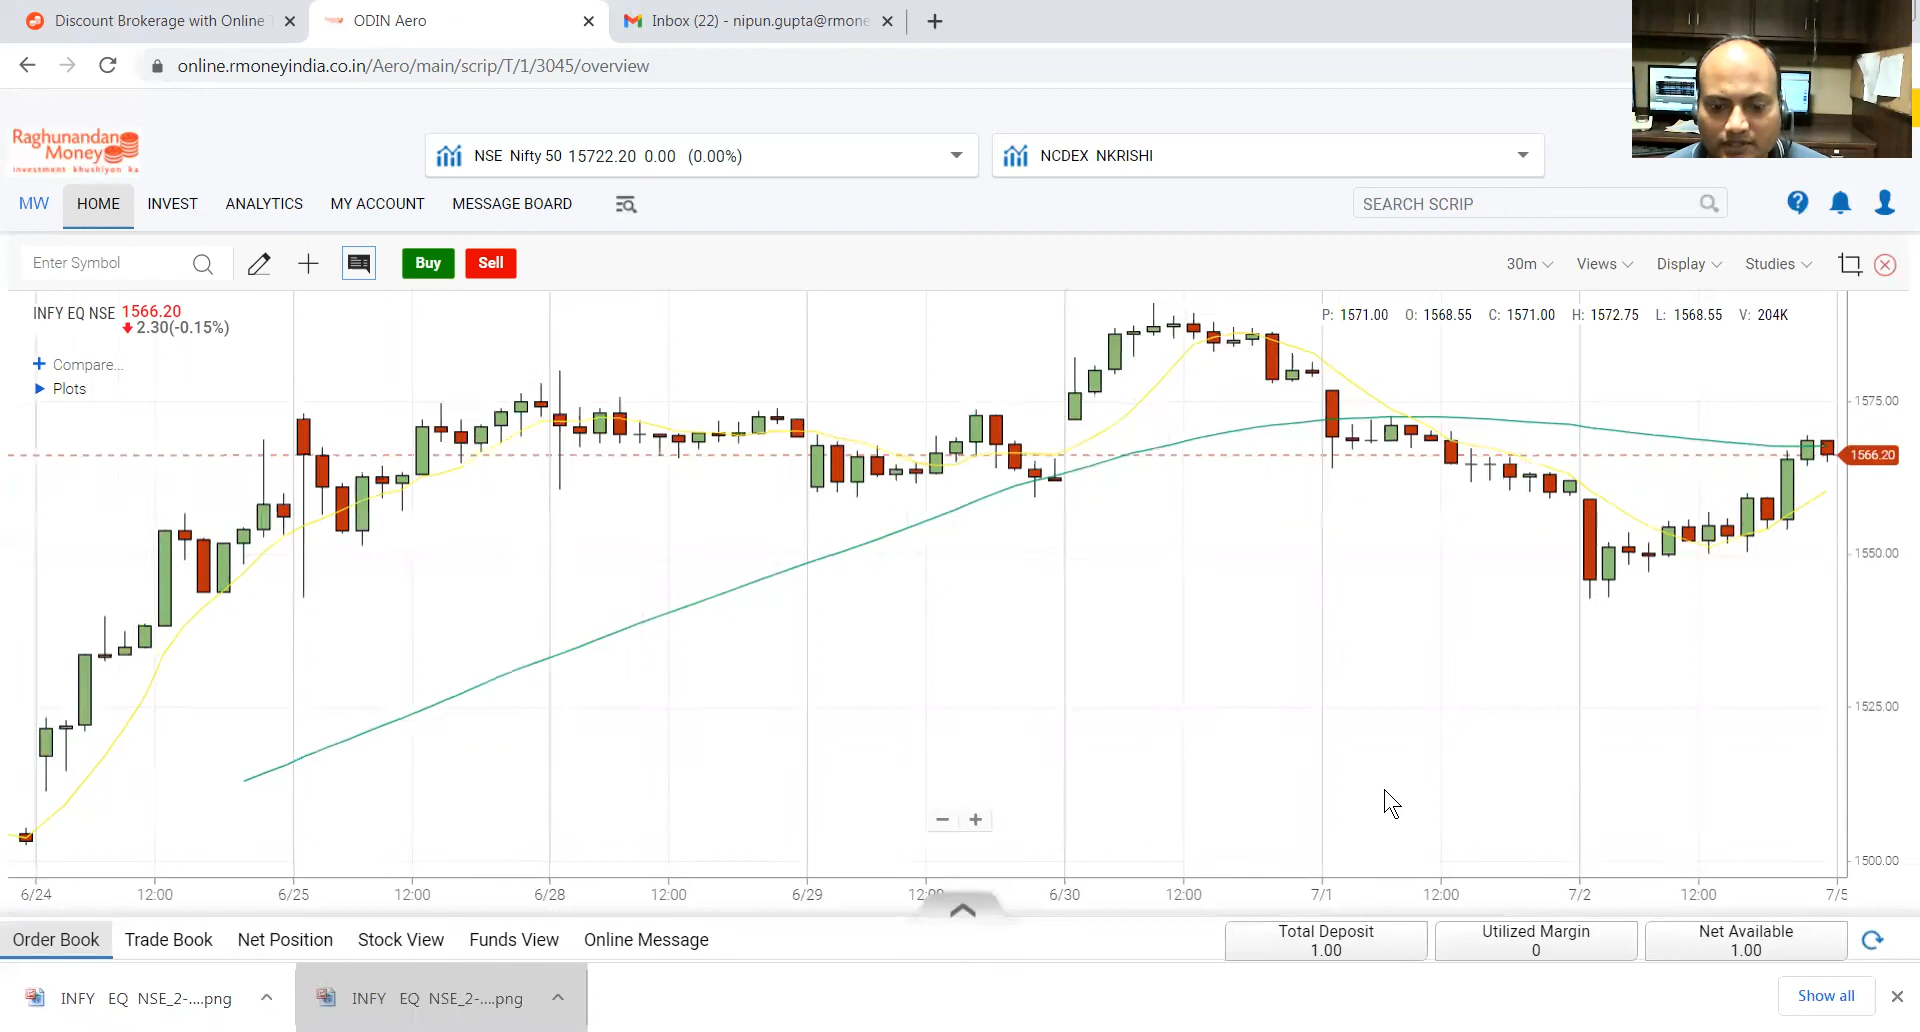 Discount Brokerage with Online
ODIN Aero
Inbox (22) - nipun.gupta@rmone
online.rmoneyindia.co.in/Aero/main/scrip/T/1/3045/overview
Raghunandan
Money
investment khushiyon ka
NSE Nifty 50 15722.20 0.00 (0.00%)
NCDEX NKRISHI
MW HOME INVEST ANALYTICS MY ACCOUNT MESSAGE BOARD
SEARCH SCRIP
Enter Symbol
Buy
Sell
30m
Views
Display
Studies
INFY EQ NSE 1566.20
2.30(-0.15%)
P: 1571.00 O: 1568.55 C: 1571.00 H: 1572.75 L: 1568.55 V: 204K
Compare...
Plots
1575.00
1566.20
1550.00
1525.00
1500.00
6/24 12:00 6/25 12:00 6/28 12:00 6/29 6/30 12:00 7/1 12:00 7/2 12:00
Order Book Trade Book Net Position Stock View Funds View Online Message
Total Deposit
1.00
Utilized Margin
0
Net Available
1.00
INFY EQ NSE_2-....png
INFY EQ NSE_2-....png
Show all